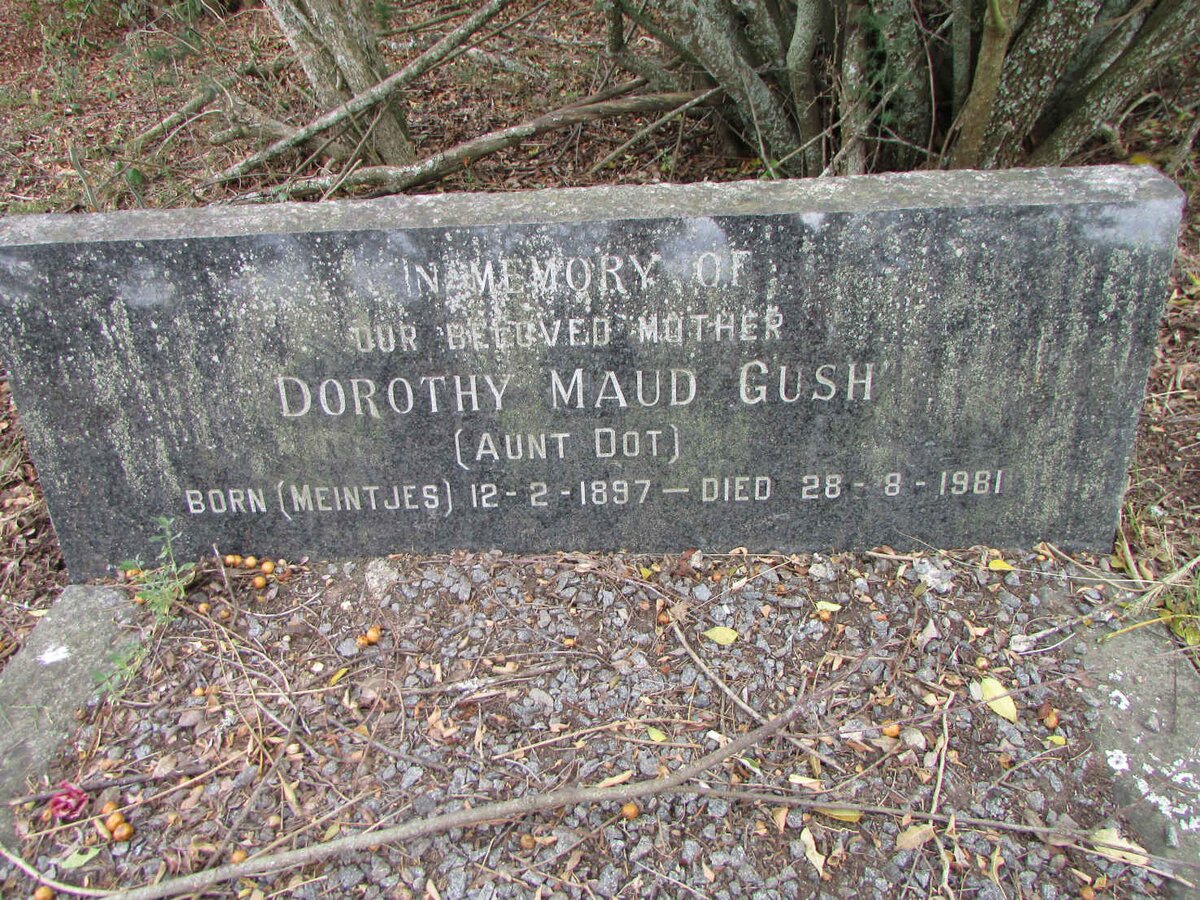 IN MEMORY OF
OUR BELOVED MOTHER
DOROTHY MAUD GUSH
(AUNT DOT)
BORN (MEINTJES) 12-2-1897 — DIED 28-8-1981